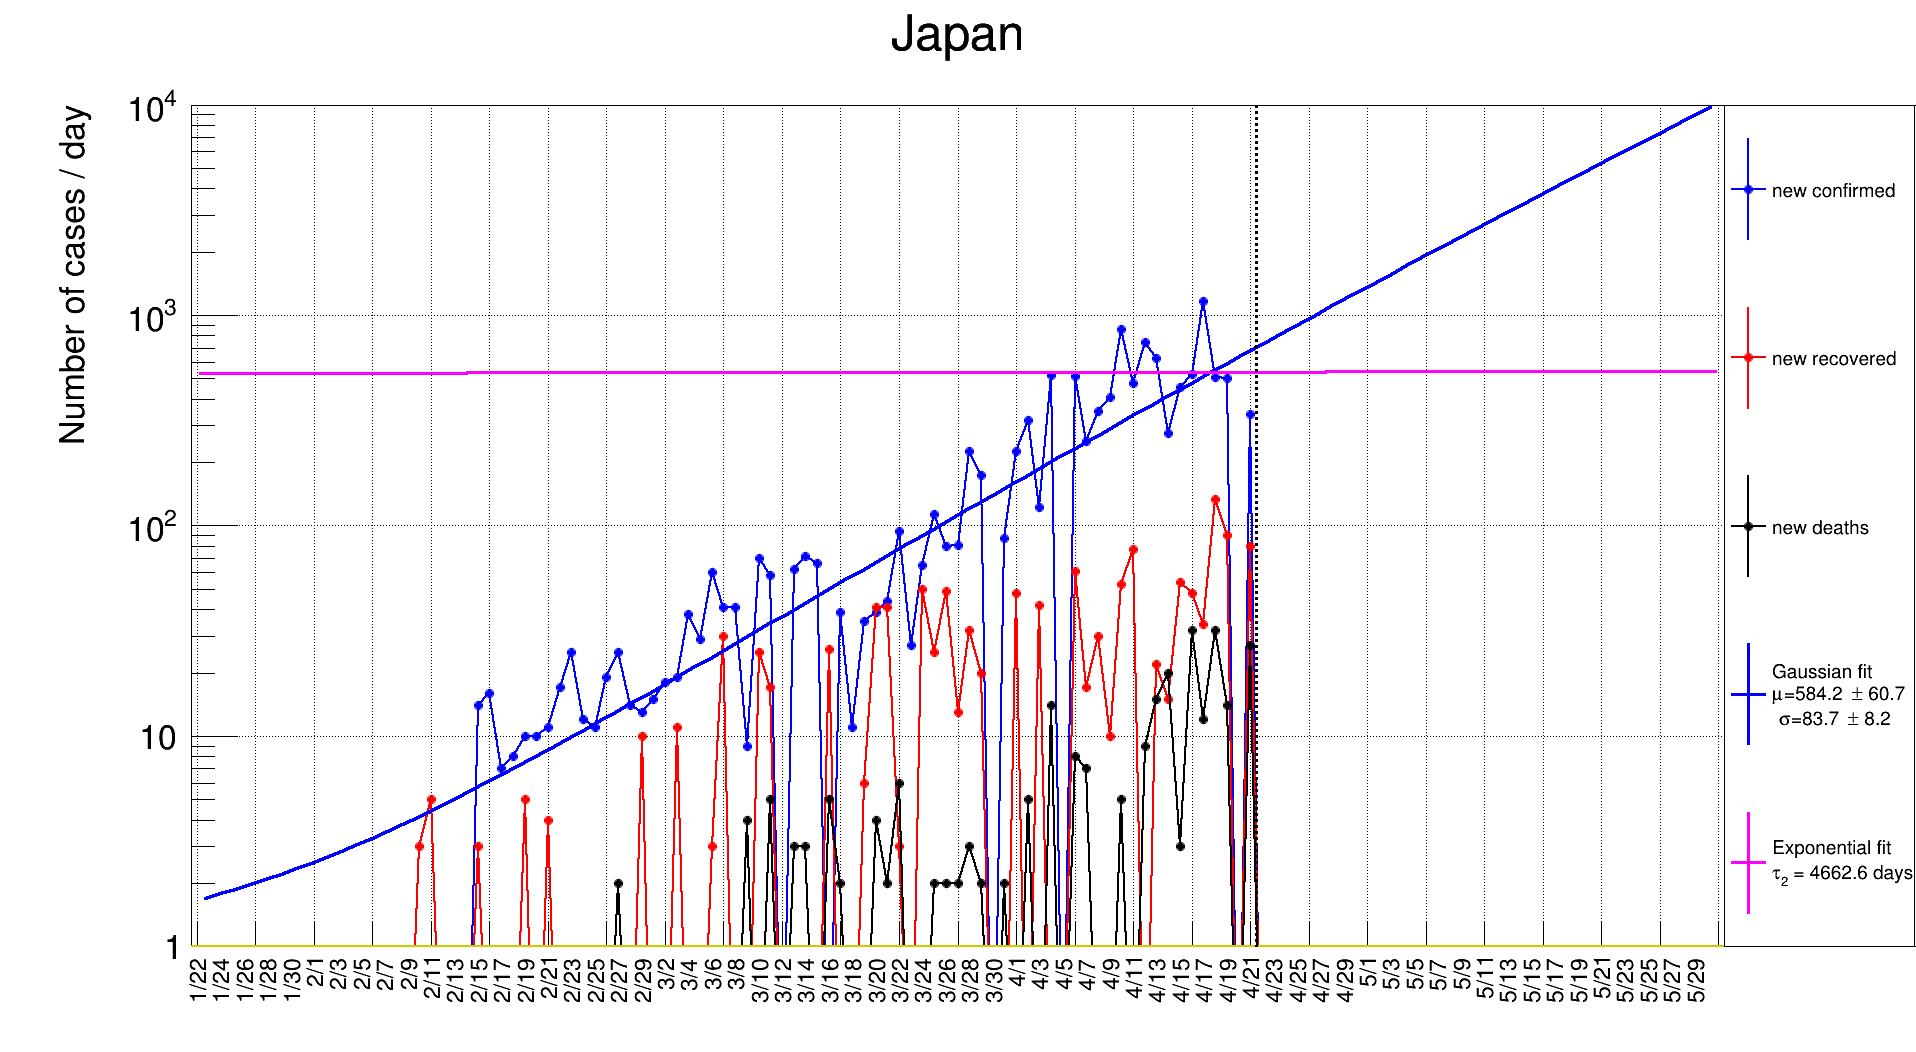 Japan
Number of cases / day
10⁴
10³
10²
10
1
1/22 1/24 1/26 1/28 1/30 2/1 2/3 2/5 2/7 2/9 2/11 2/13 2/15 2/17 2/19 2/21 2/23 2/25 2/27 2/29 3/2 3/4 3/6 3/8 3/10 3/12 3/14 3/16 3/18 3/20 3/22 3/24 3/26 3/28 3/30 4/1 4/3 4/5 4/7 4/9 4/11 4/13 4/15 4/17 4/19 4/21 4/23 4/25 4/27 4/29 5/1 5/3 5/5 5/7 5/9 5/11 5/13 5/15 5/17 5/19 5/21 5/23 5/25 5/27 5/29
new confirmed
new recovered
new deaths
Gaussian fit
μ=584.2 ± 60.7
σ=83.7 ± 8.2
Exponential fit
τ₂ = 4662.6 days